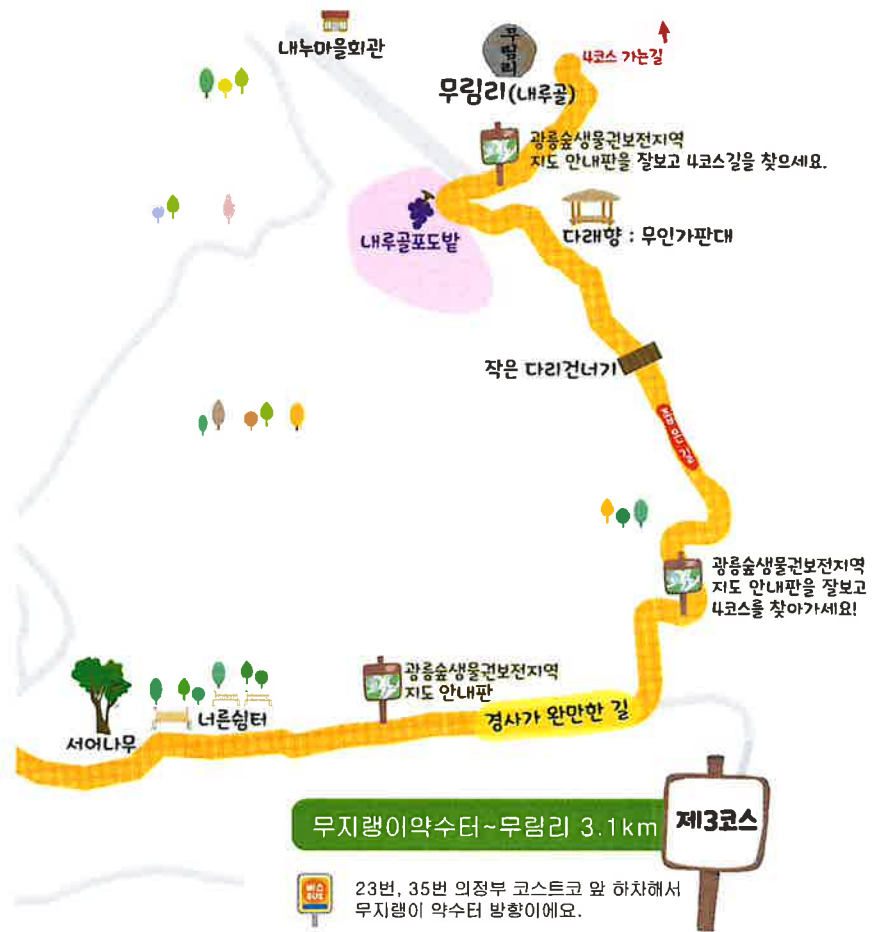 내누마을회관
무림리
4코스 가는길
무림리(내루골)
광릉숲생물권보전지역
지도 안내판을 잘보고 4코스길을 찾으세요.
내루골포도밭
다래향 : 무인가판대
작은 다리건너기
광릉숲생물권보전지역
지도 안내판을 잘보고
4코스를 찾아가세요!
광릉숲생물권보전지역
지도 안내판
경사가 완만한 길
너른쉼터
서어나무
제3코스
무지랭이약수터~무림리 3.1km
버스
BUS
23번, 35번 의정부 코스트코 앞 하차해서
무지랭이 약수터 방향이에요.